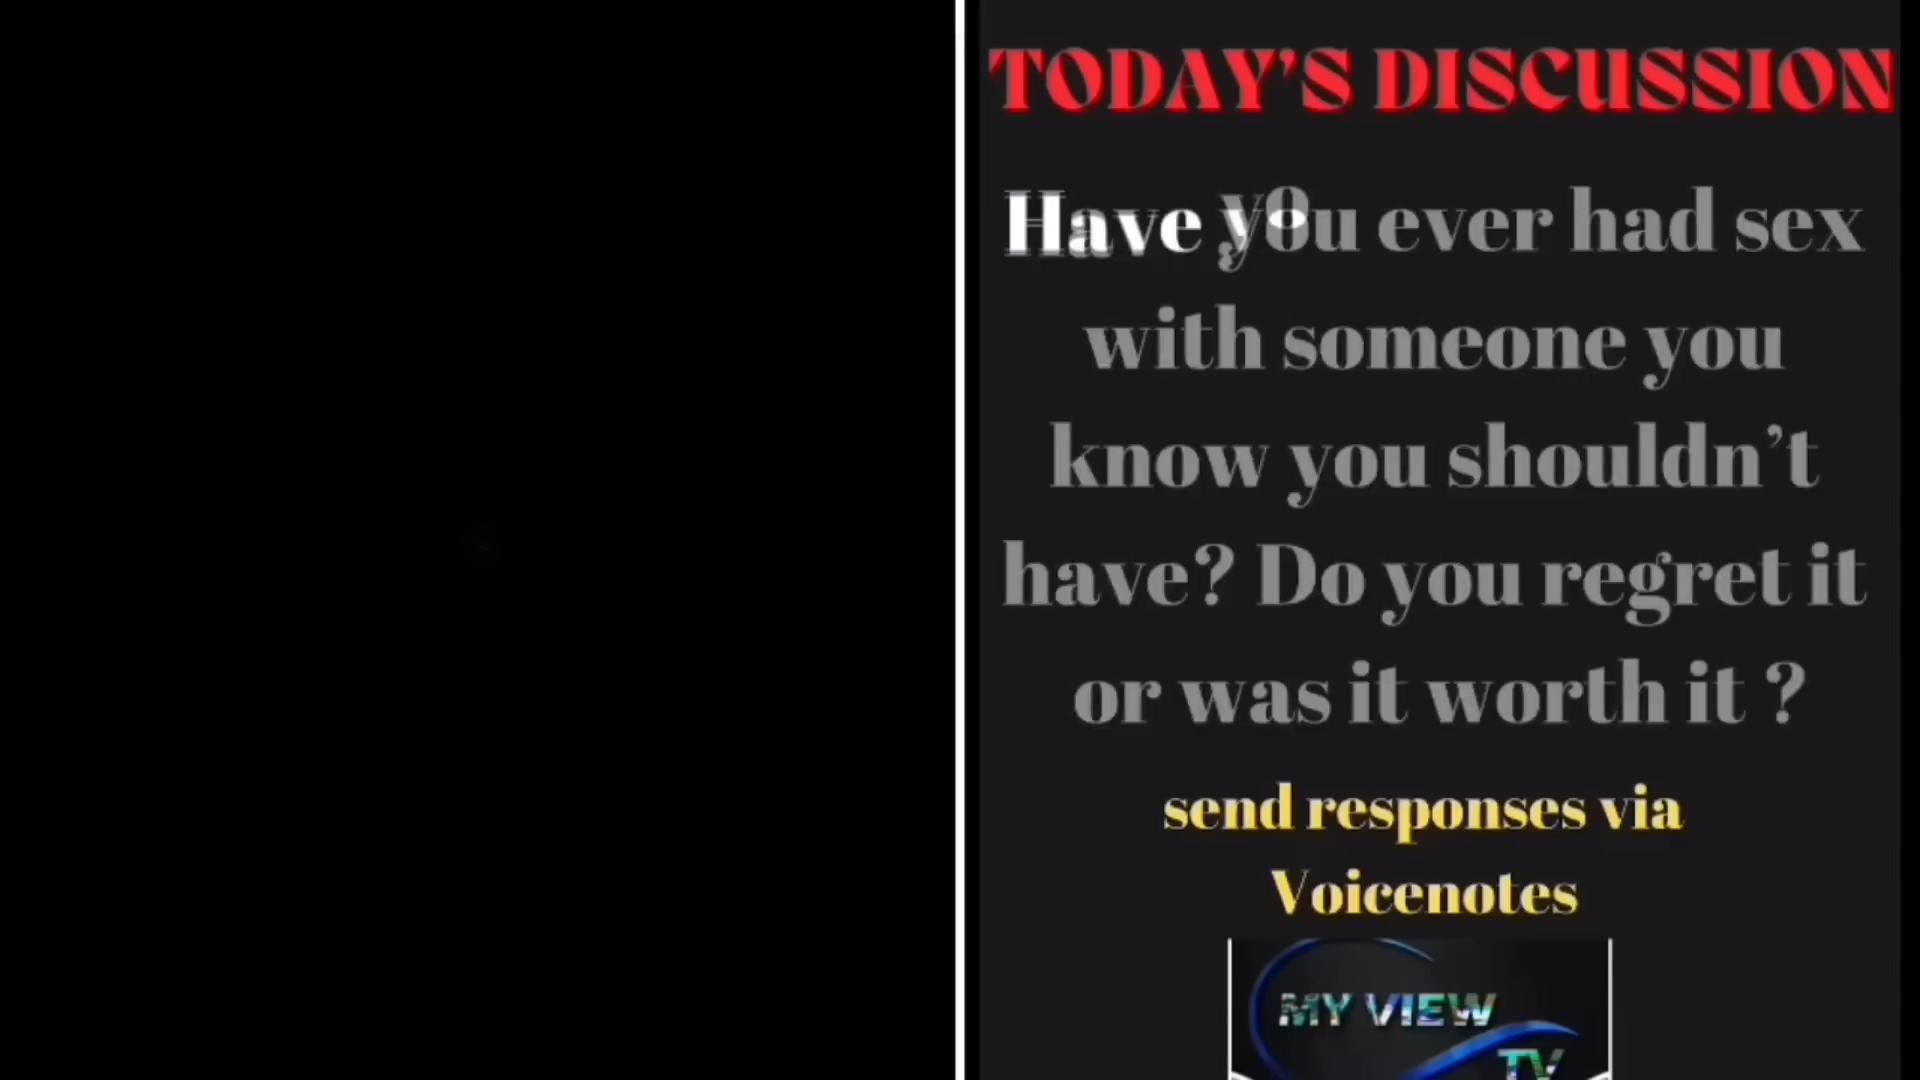 TODAY'S DISCUSSION
Have you ever had sex
with someone you
know you shouldn't
have? Do you regret it
or was it worth it ?
send responses via
Voicenotes
MY VIEW
TV